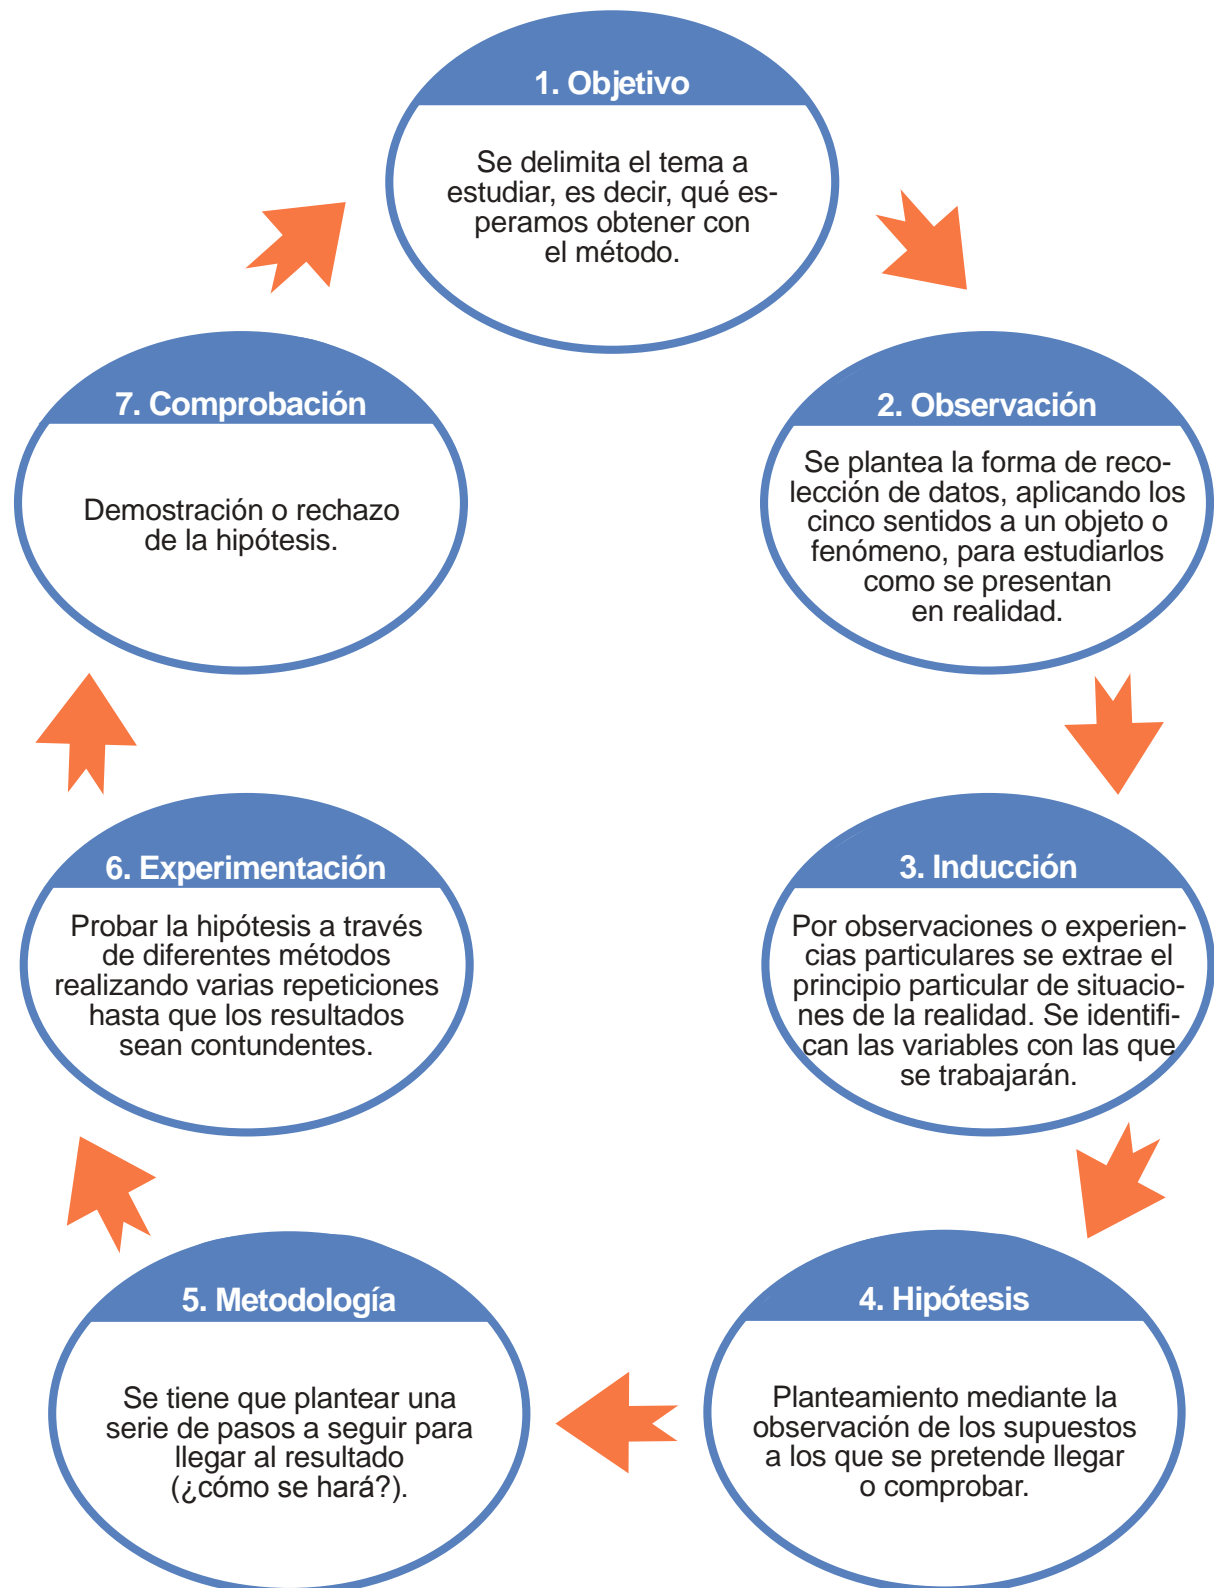 1. Objetivo
Se delimita el tema a
estudiar, es decir, qué es-
peramos obtener con
el método.
2. Observación
Se plantea la forma de reco-
lección de datos, aplicando los
cinco sentidos a un objeto o
fenómeno, para estudiarlos
como se presentan
en realidad.
3. Inducción
Por observaciones o experien-
cias particulares se extrae el
principio particular de situacio-
nes de la realidad. Se identifi-
can las variables con las que
se trabajarán.
4. Hipótesis
Planteamiento mediante la
observación de los supuestos
a los que se pretende llegar
o comprobar.
5. Metodología
Se tiene que plantear una
serie de pasos a seguir para
llegar al resultado
(¿cómo se hará?).
6. Experimentación
Probar la hipótesis a través
de diferentes métodos
realizando varias repeticiones
hasta que los resultados
sean contundentes.
7. Comprobación
Demostración o rechazo
de la hipótesis.